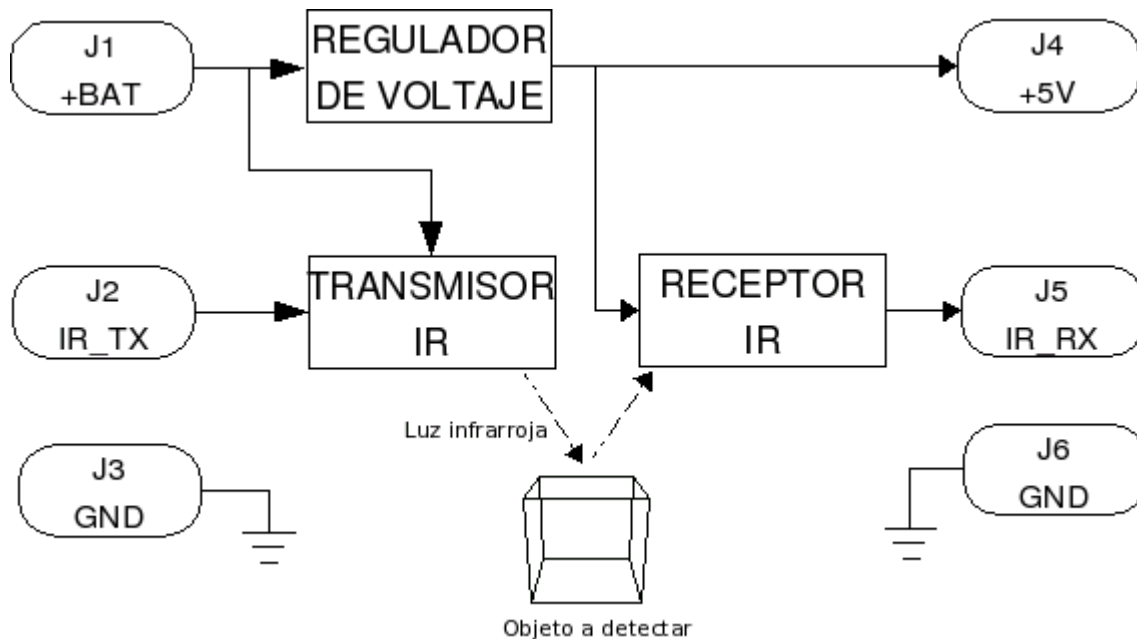 J1
+BAT
REGULADOR
DE VOLTAJE
J4
+5V
J2
IR_TX
TRANSMISOR
IR
RECEPTOR
IR
J5
IR_RX
Luz infrarroja
J3
GND
J6
GND
Objeto a detectar